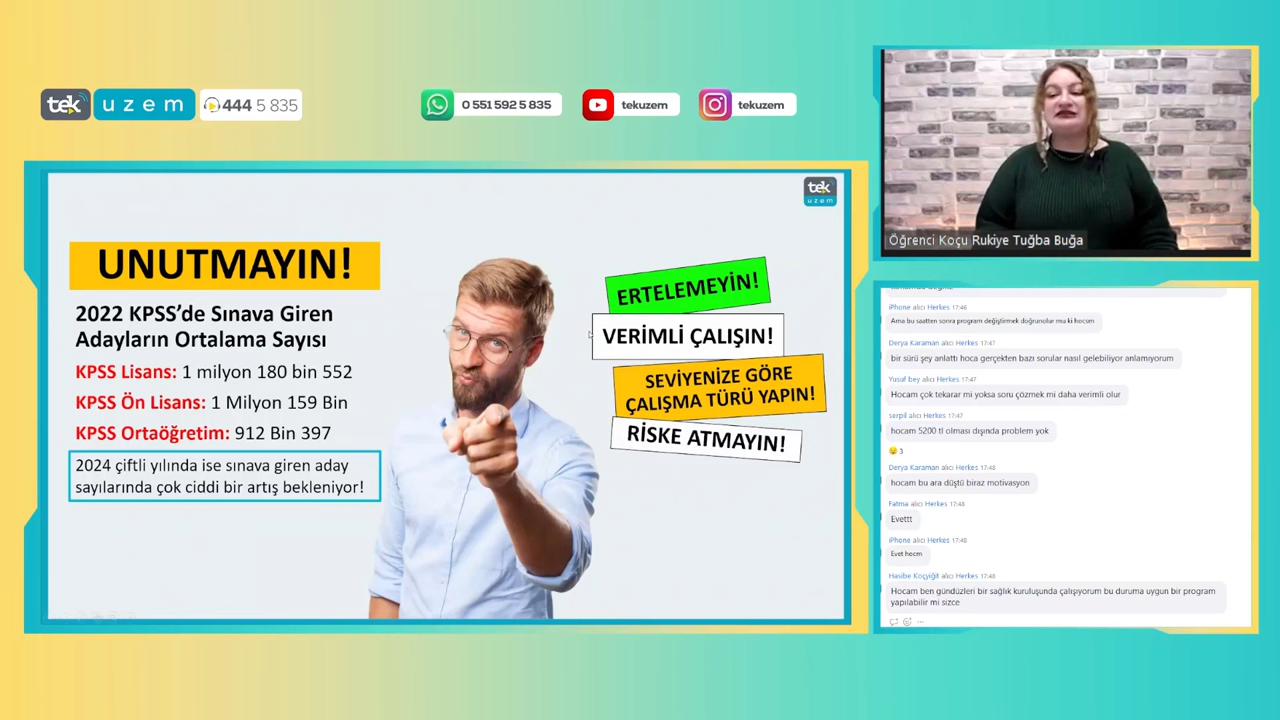 tek uzem 444 5 835
0 551 592 5 835
tekuzem
tekuzem
tek
uzem
UNUTMAYIN!
2022 KPSS’de Sınava Giren
Adayların Ortalama Sayısı
KPSS Lisans: 1 milyon 180 bin 552
KPSS Ön Lisans: 1 Milyon 159 Bin
KPSS Ortaöğretim: 912 Bin 397
2024 çiftli yılında ise sınava giren aday
sayılarında çok ciddi bir artış bekleniyor!
ERTELEMEYİN!
VERİMLİ ÇALIŞIN!
SEVİYENİZE GÖRE
ÇALIŞMA TÜRÜ YAPIN!
RİSKE ATMAYIN!
Öğrenci Koçu Rukiye Tuğba Buğa
iPhone alıcı Herkes 17:46
Ama bu saatten sonra program değiştirmek doğrunolur mu ki hocsm
Derya Karaman alıcı Herkes 17:47
bir sürü şey anlattı hoca gerçekten bazı sorular nasıl gelebiliyor anlamıyorum
Yusuf bey alıcı Herkes 17:47
Hocam çok tekarar mi yoksa soru çözmek mi daha verimli olur
serpil alıcı Herkes 17:47
hocam 5200 tl olması dışında problem yok
3
Derya Karaman alıcı Herkes 17:48
hocam bu ara düştü biraz motivasyon
Fatma alıcı Herkes 17:48
Evettt
iPhone alıcı Herkes 17:48
Evet hocm
Hasibe Koçyiğit alıcı Herkes 17:48
Hocam ben gündüzleri bir sağlık kuruluşunda çalışıyorum bu duruma uygun bir program
yapılabilir mi sizce